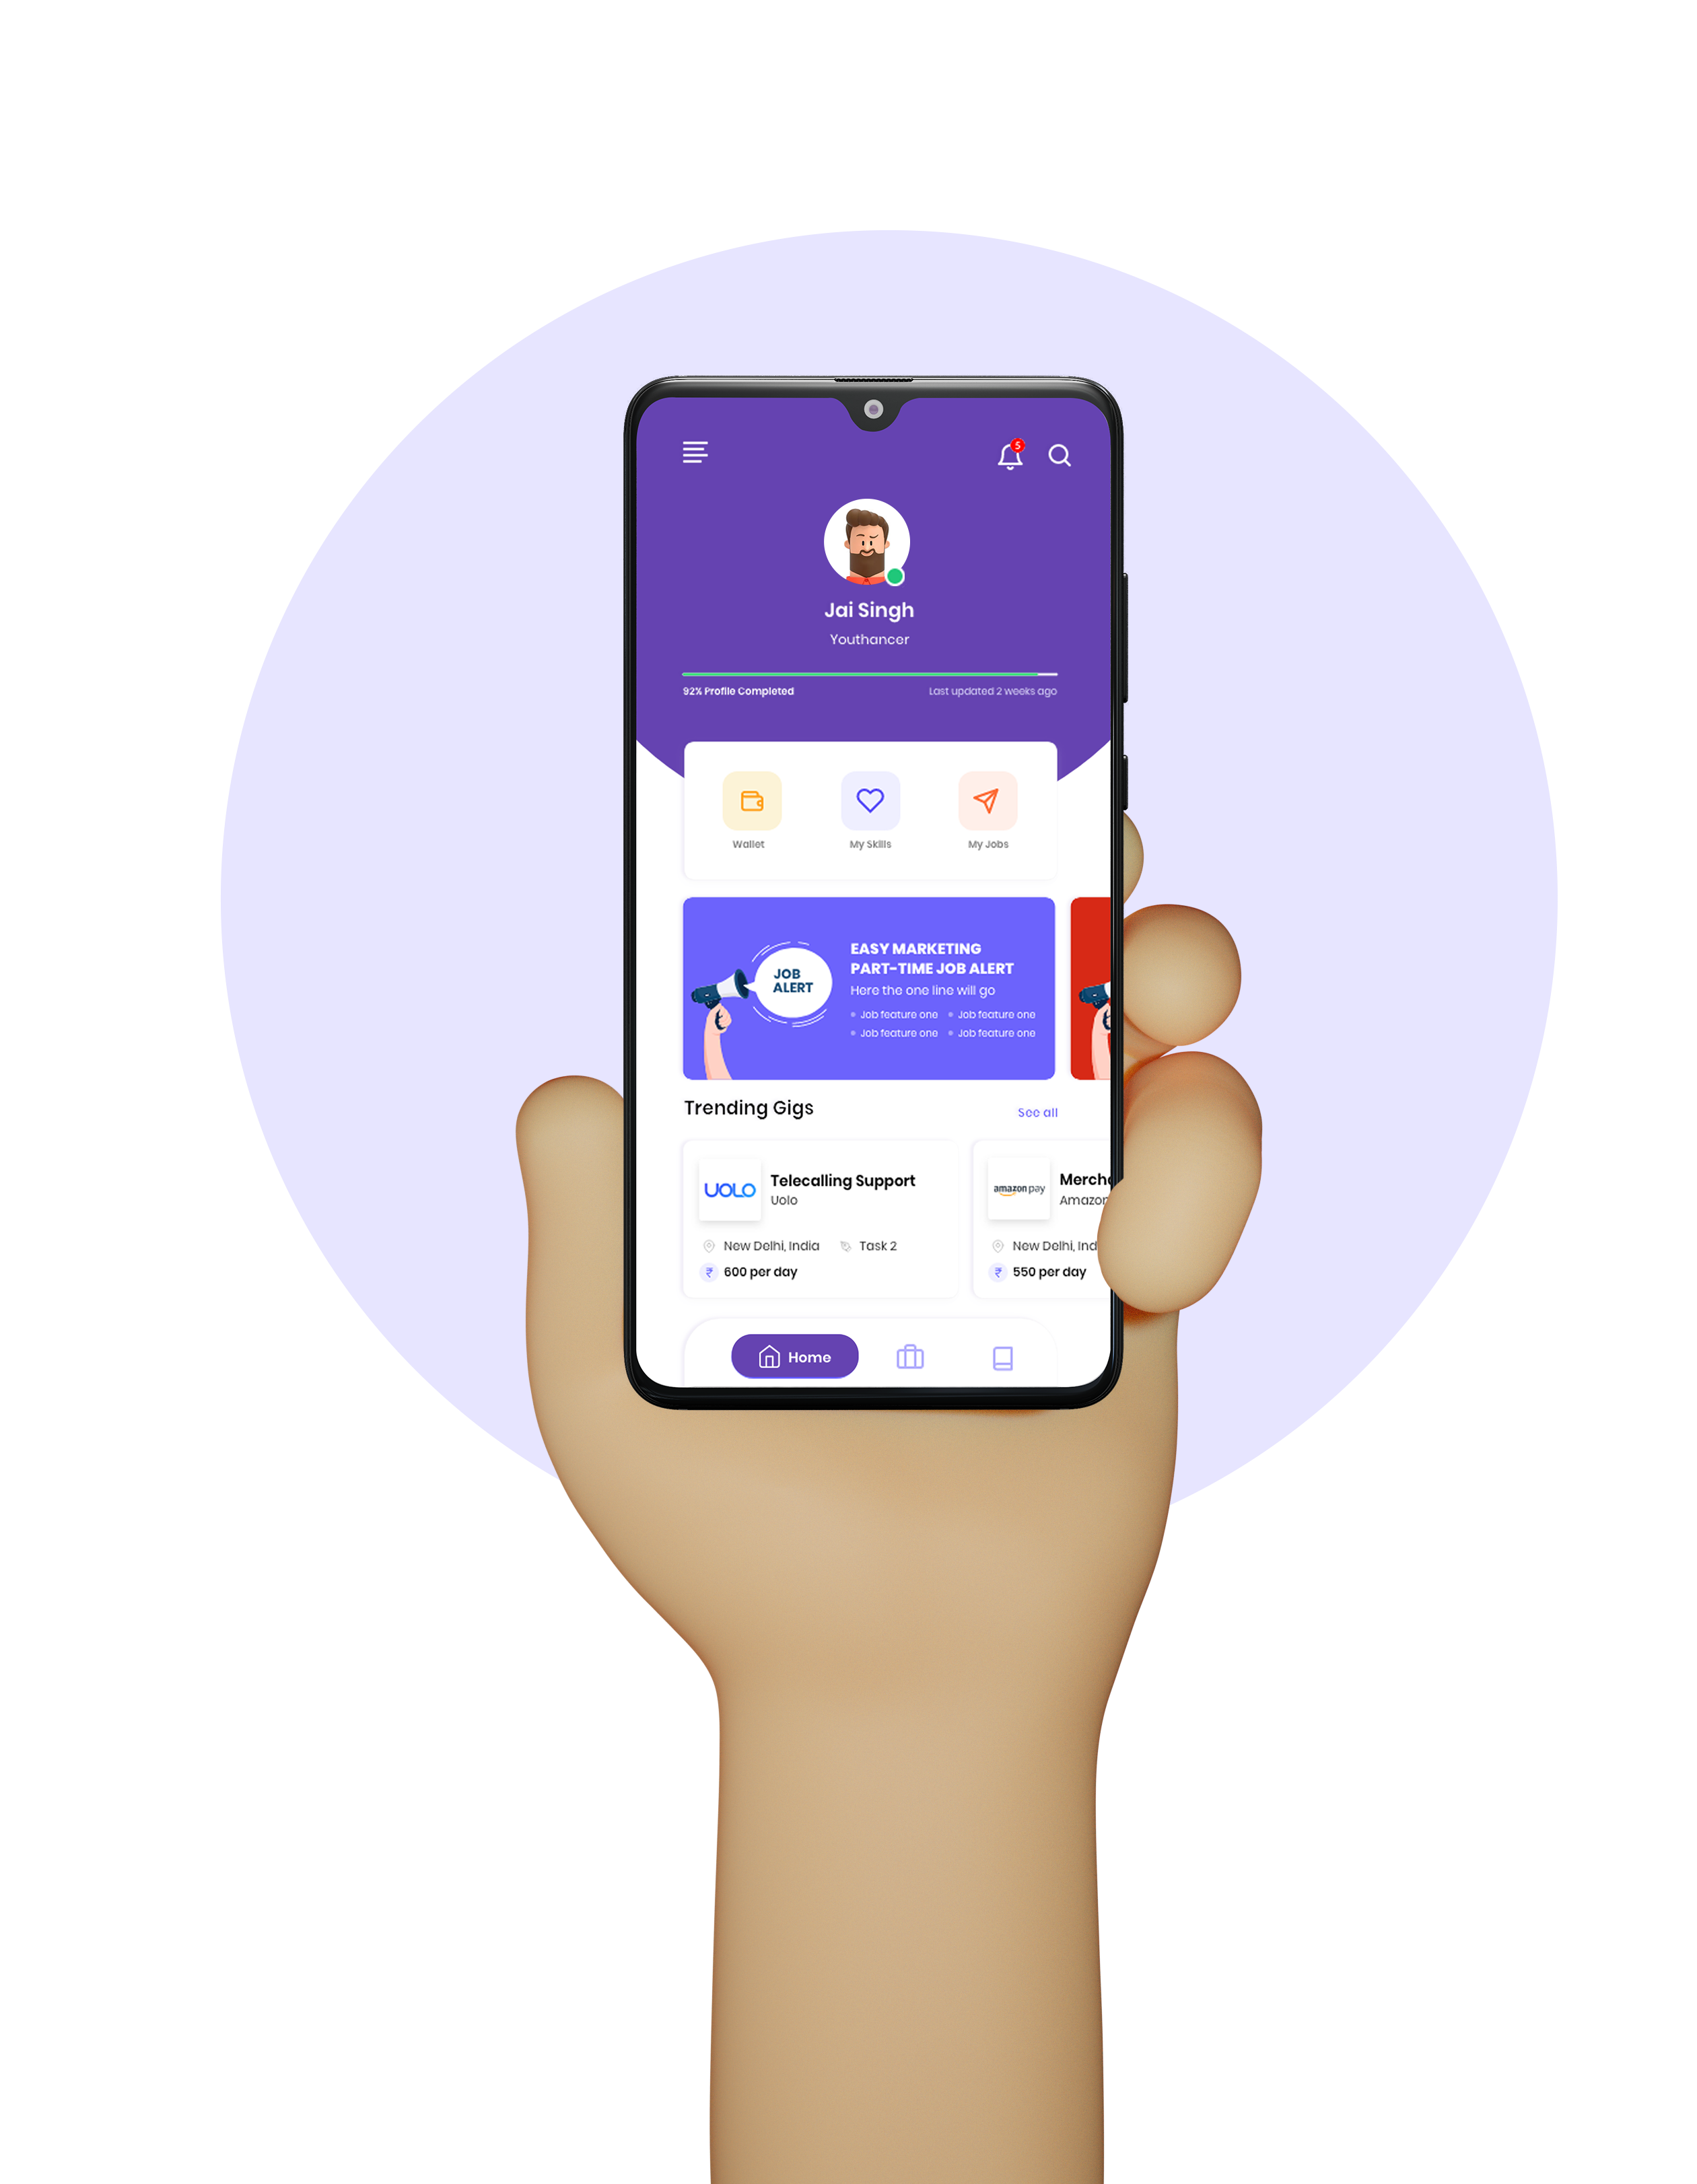 5
Jai Singh
Youthancer
92% Profile Completed
Last updated 2 weeks ago
Wallet
My Skills
My Jobs
JOB
ALERT
EASY MARKETING
PART-TIME JOB ALERT
Here the one line will go
Job feature one
Job feature one
Job feature one
Job feature one
Trending Gigs
See all
UOLO
Telecalling Support
Uolo
New Delhi, India
Task 2
₹ 600 per day
amazon pay
Merch
Amazon
New Delhi, Ind
₹ 550 per day
Home